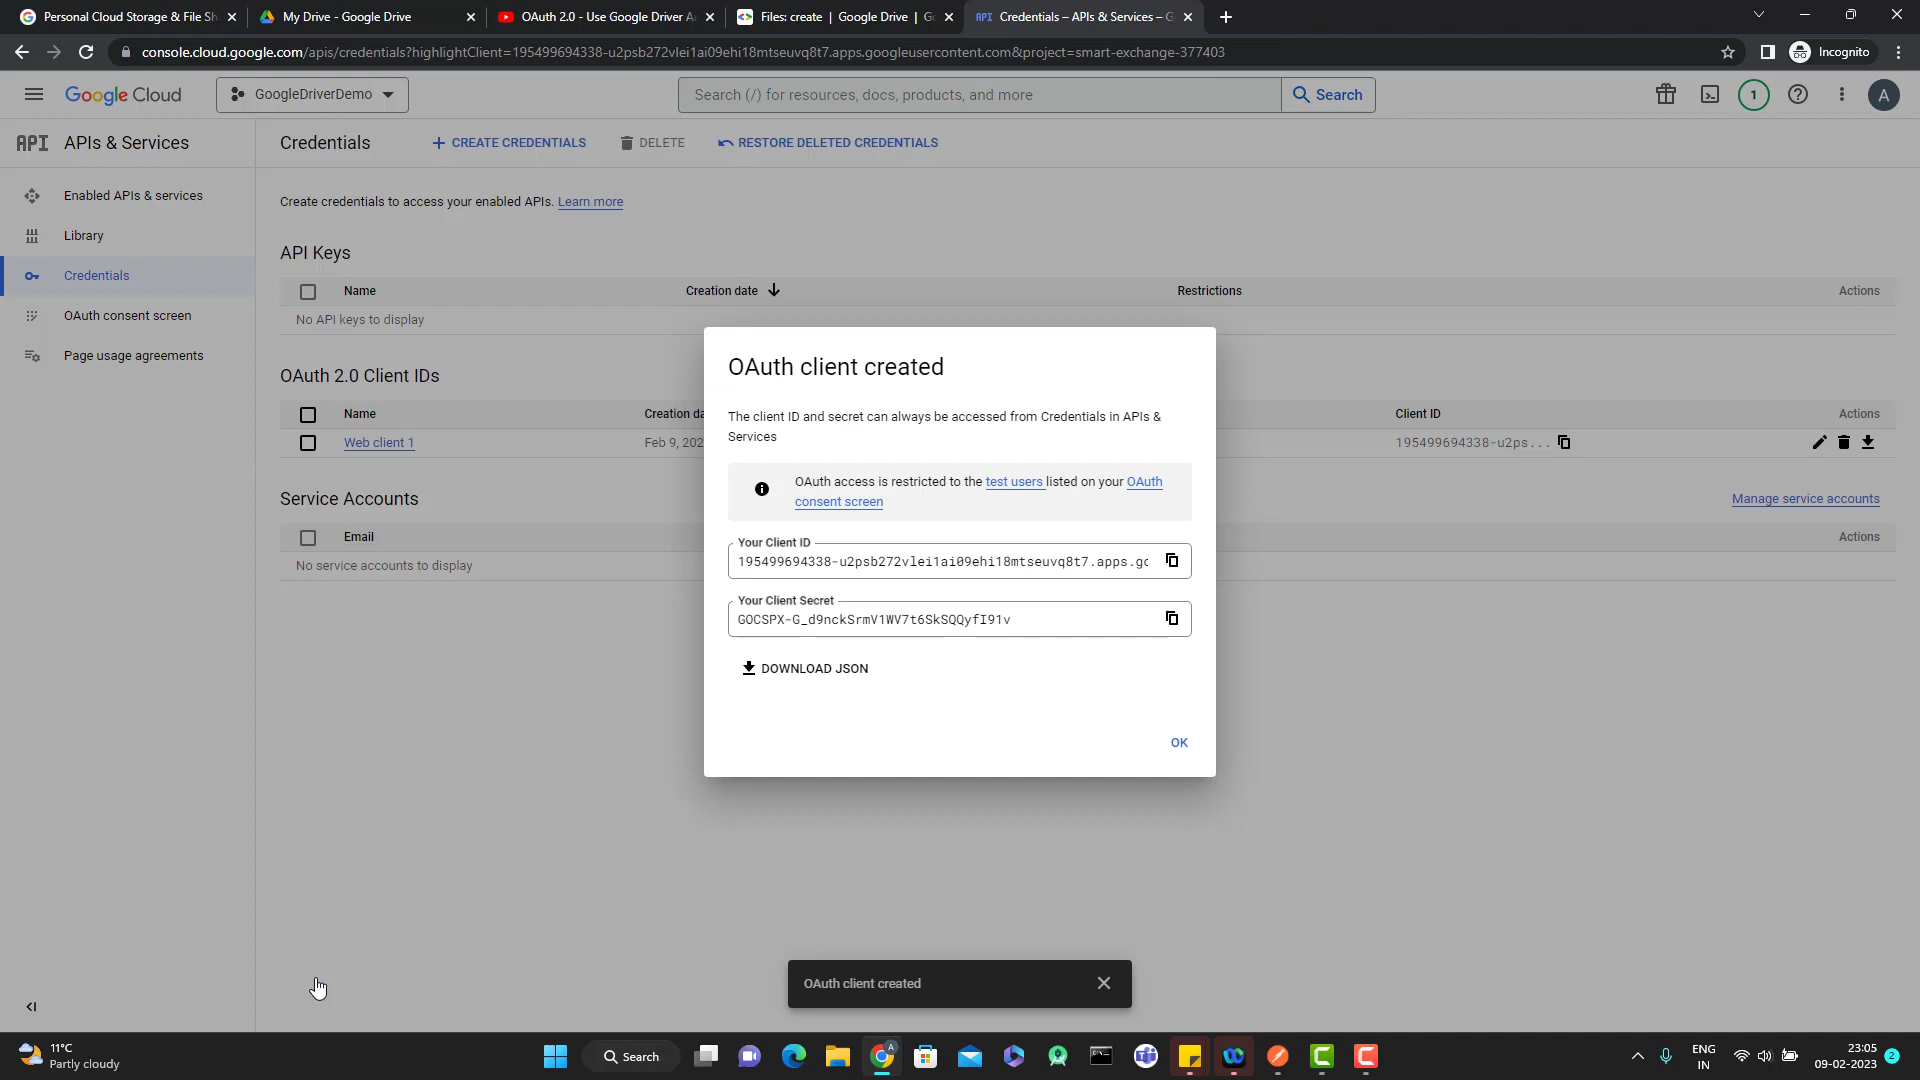 Personal Cloud Storage & File Sh
My Drive - Google Drive
OAuth 2.0 - Use Google Driver A
Files: create | Google Drive | Go
API Credentials – APIs & Services – G
console.cloud.google.com/apis/credentials?highlightClient=195499694338-u2psb272vlei1ai09ehi18mtseuvq8t7.apps.googleusercontent.com&project=smart-exchange-377403
Incognito
Google Cloud
GoogleDriverDemo
Search (/) for resources, docs, products, and more
Search
1
A
API APIs & Services
Credentials
CREATE CREDENTIALS
DELETE
RESTORE DELETED CREDENTIALS
Enabled APIs & services
Library
Credentials
OAuth consent screen
Page usage agreements
Create credentials to access your enabled APIs. Learn more
API Keys
Name Creation date Restrictions Actions
No API keys to display
OAuth 2.0 Client IDs
Name Creation da Client ID Actions
Web client 1 Feb 9, 202 195499694338-u2ps...
Service Accounts
Manage service accounts
Email Actions
No service accounts to display
OAuth client created
The client ID and secret can always be accessed from Credentials in APIs &
Services
OAuth access is restricted to the test users listed on your OAuth
consent screen
Your Client ID
195499694338-u2psb272vlei1ai09ehi18mtseuvq8t7.apps.gc
Your Client Secret
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
DOWNLOAD JSON
OK
OAuth client created
11°C
Partly cloudy
Search
ENG
IN
23:05
09-02-2023
2